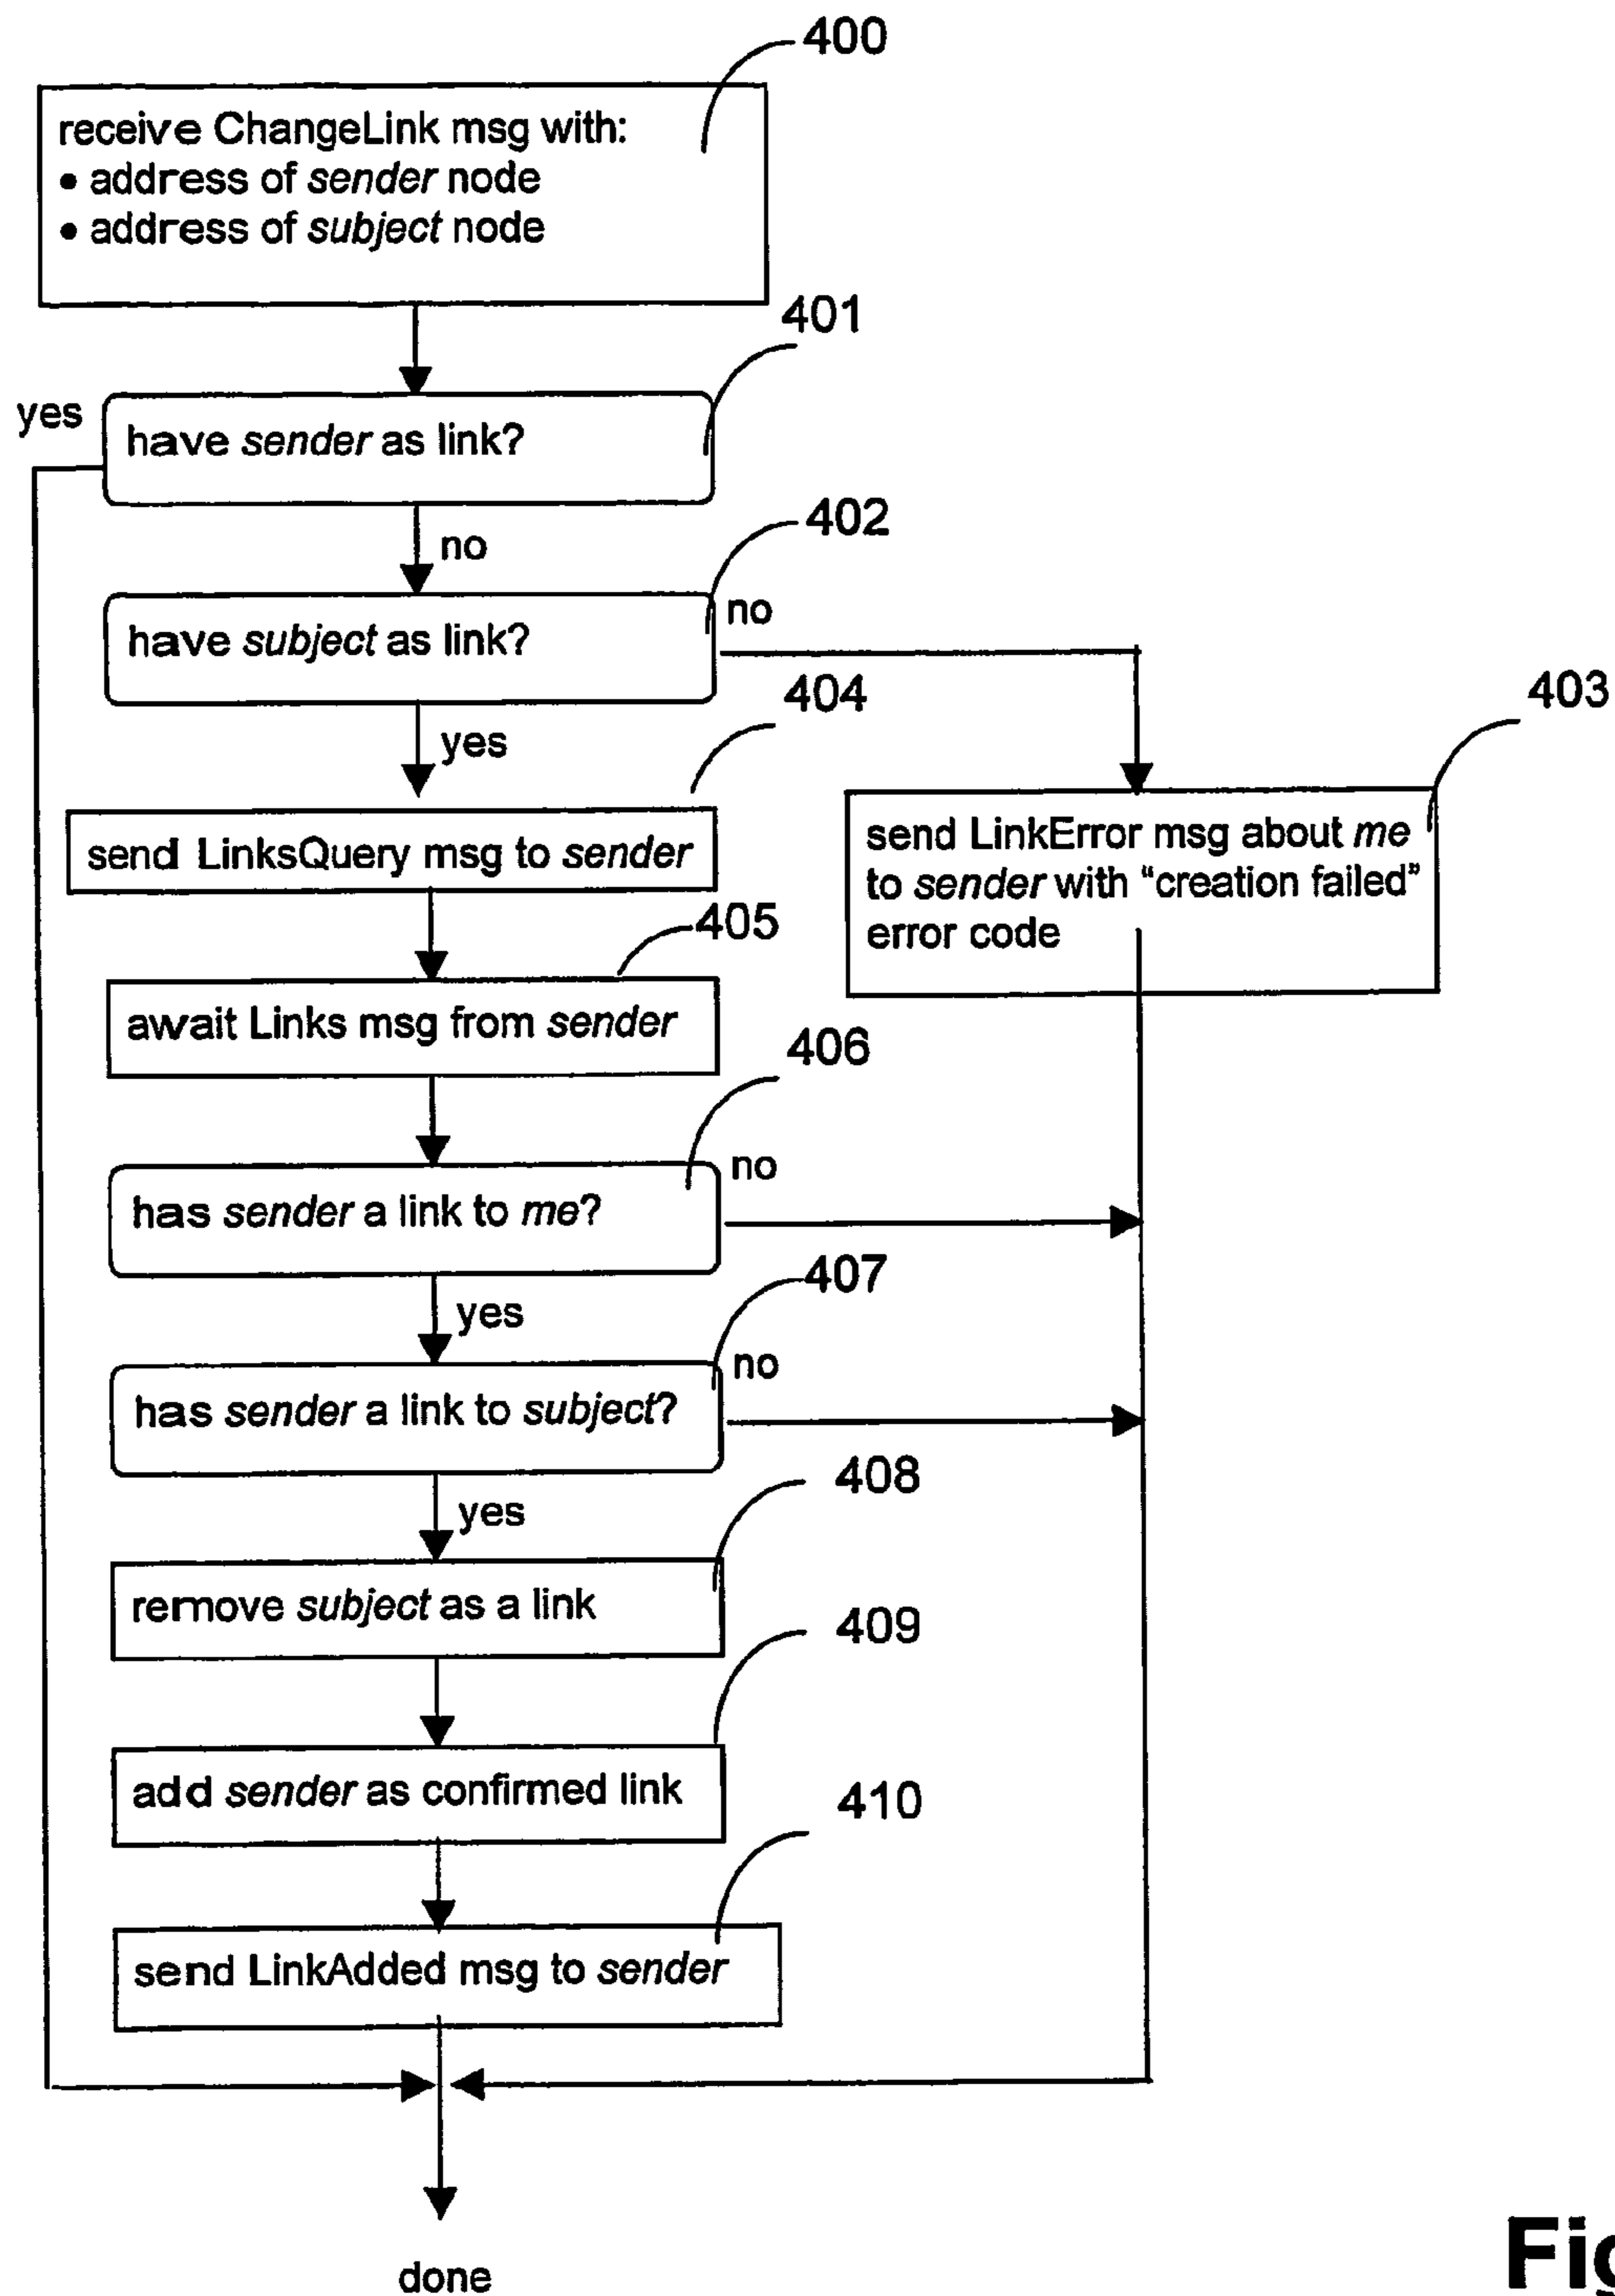 400
receive ChangeLink msg with:
• address of sender node
• address of subject node
401
yes
have sender as link?
no
402
have subject as link?
no
yes
404
403
send LinksQuery msg to sender
send LinkError msg about me
to sender with “creation failed”
error code
405
await Links msg from sender
406
has sender a link to me?
no
yes
407
has sender a link to subject?
no
yes
408
remove subject as a link
409
add sender as confirmed link
410
send LinkAdded msg to sender
done